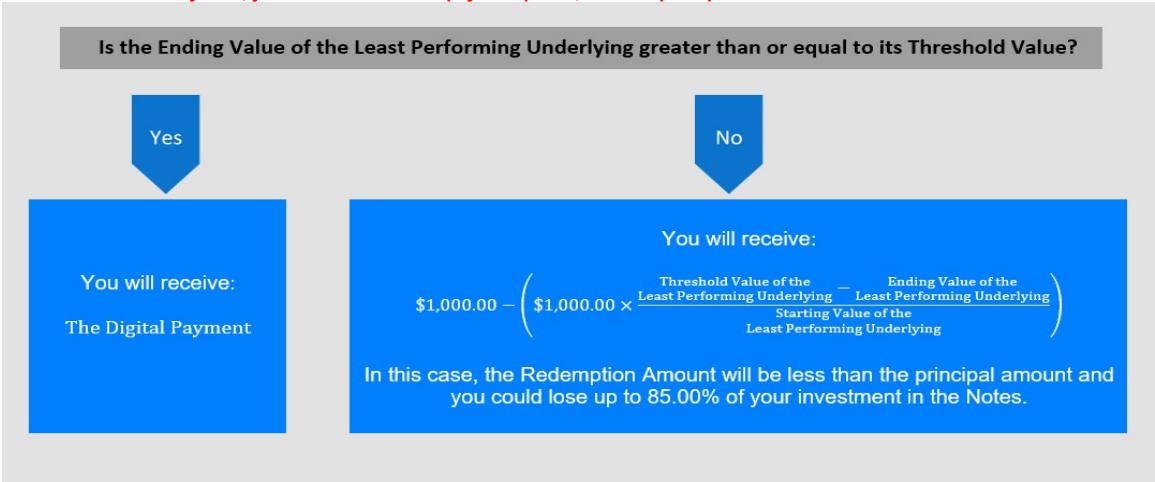 Is the Ending Value of the Least Performing Underlying greater than or equal to its Threshold Value?
Yes
No
You will receive:
The Digital Payment
You will receive:
$1,000.00 − ($1,000.00 × (Threshold Value of the Least Performing Underlying − Ending Value of the Least Performing Underlying) / Starting Value of the Least Performing Underlying)
In this case, the Redemption Amount will be less than the principal amount and
you could lose up to 85.00% of your investment in the Notes.